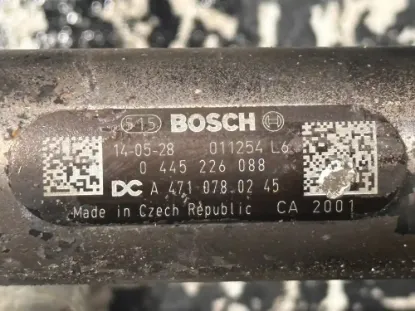 515 BOSCH
14-05-28 011254 L6
0 445 226 088
DC A 471 078 02 45
Made in Czech Republic CA 2001